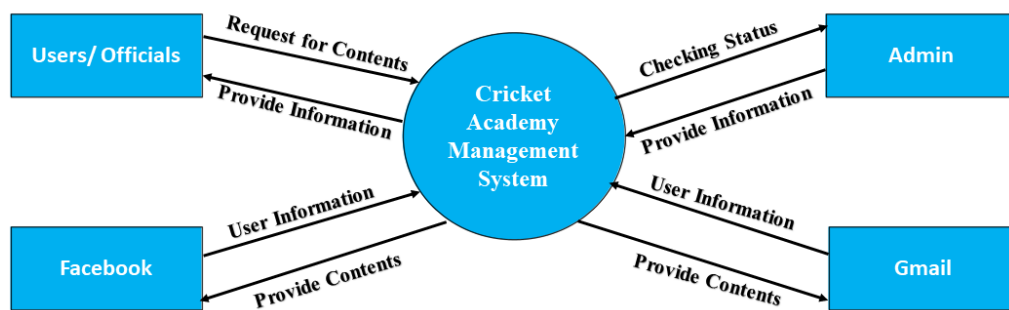 Users/ Officials
Request for Contents
Provide Information
Cricket
Academy
Management
System
Checking Status
Provide Information
Admin
Facebook
User Information
Provide Contents
User Information
Provide Contents
Gmail